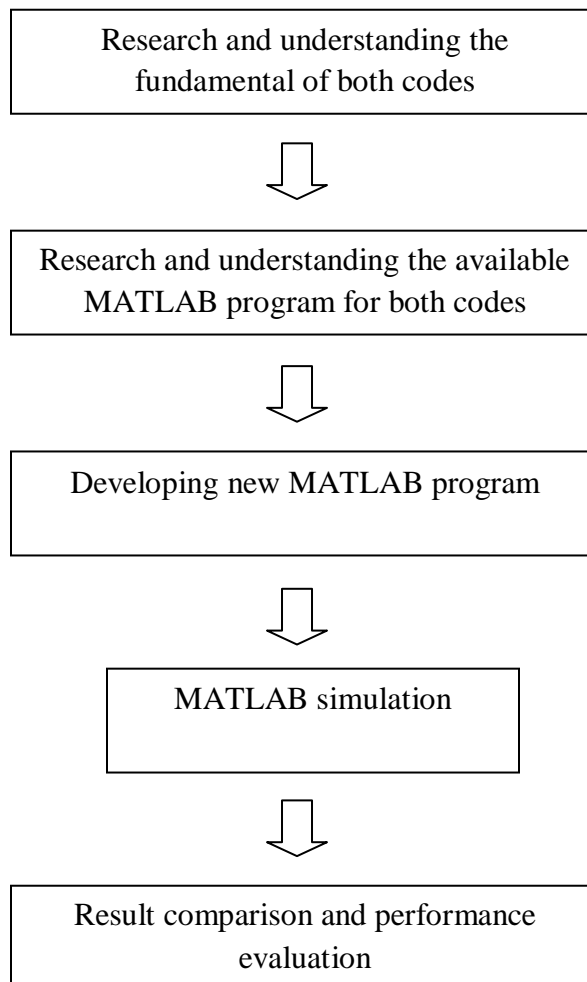 Research and understanding the
fundamental of both codes
Research and understanding the available
MATLAB program for both codes
Developing new MATLAB program
MATLAB simulation
Result comparison and performance
evaluation